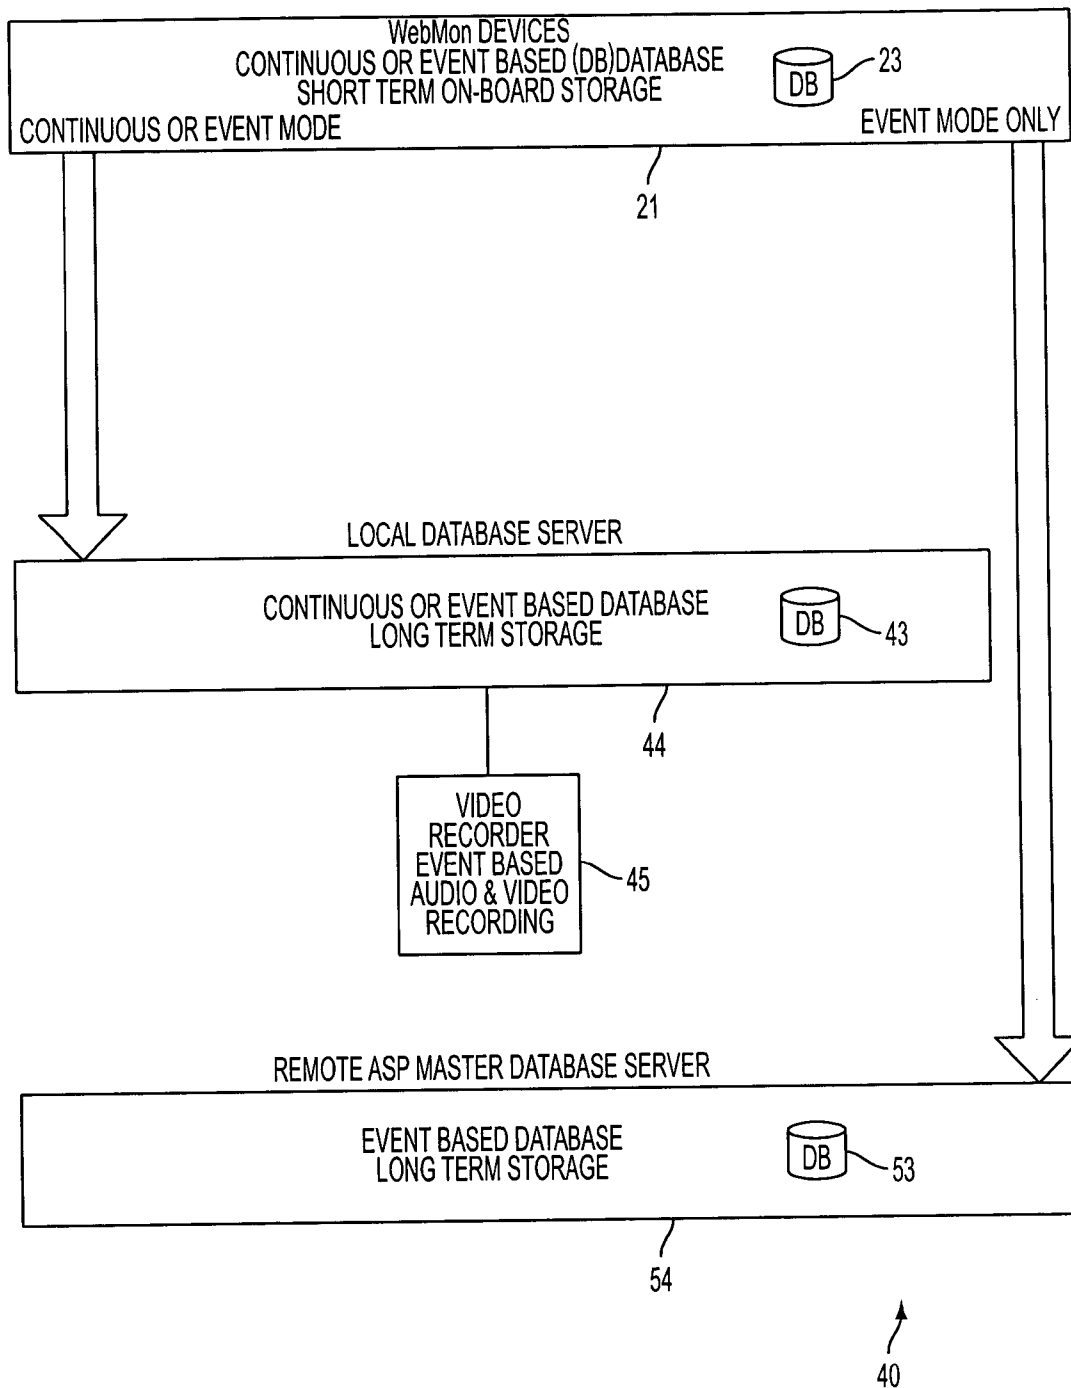 WebMon DEVICES
CONTINUOUS OR EVENT BASED (DB)DATABASE
SHORT TERM ON-BOARD STORAGE
DB
23
CONTINUOUS OR EVENT MODE
EVENT MODE ONLY
21
LOCAL DATABASE SERVER
CONTINUOUS OR EVENT BASED DATABASE
LONG TERM STORAGE
DB
43
44
VIDEO
RECORDER
EVENT BASED
AUDIO & VIDEO
RECORDING
45
REMOTE ASP MASTER DATABASE SERVER
EVENT BASED DATABASE
LONG TERM STORAGE
DB
53
54
40